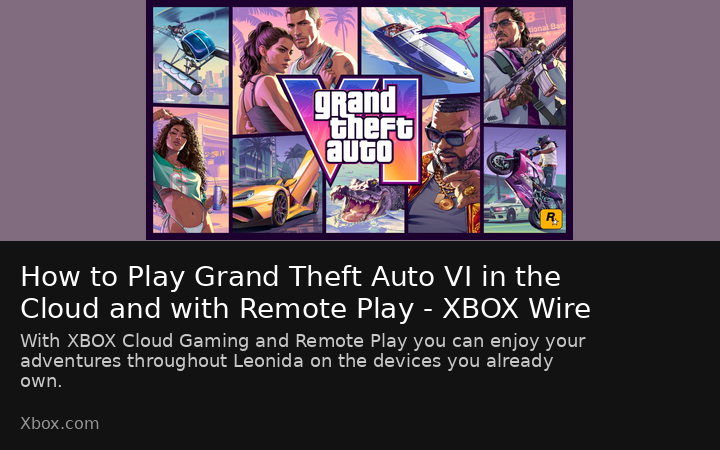 National Bank
grand
theft
auto
VI
R★
How to Play Grand Theft Auto VI in the
Cloud and with Remote Play - XBOX Wire
With XBOX Cloud Gaming and Remote Play you can enjoy your
adventures throughout Leonida on the devices you already
own.
Xbox.com